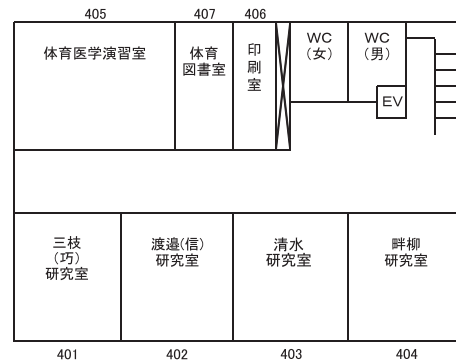 405
407
406
体育医学演習室
体育
図書室
印
刷
室
WC
(女)
WC
(男)
EV
三枝
(巧)
研究室
渡邉(信)
研究室
清水
研究室
畔柳
研究室
401
402
403
404